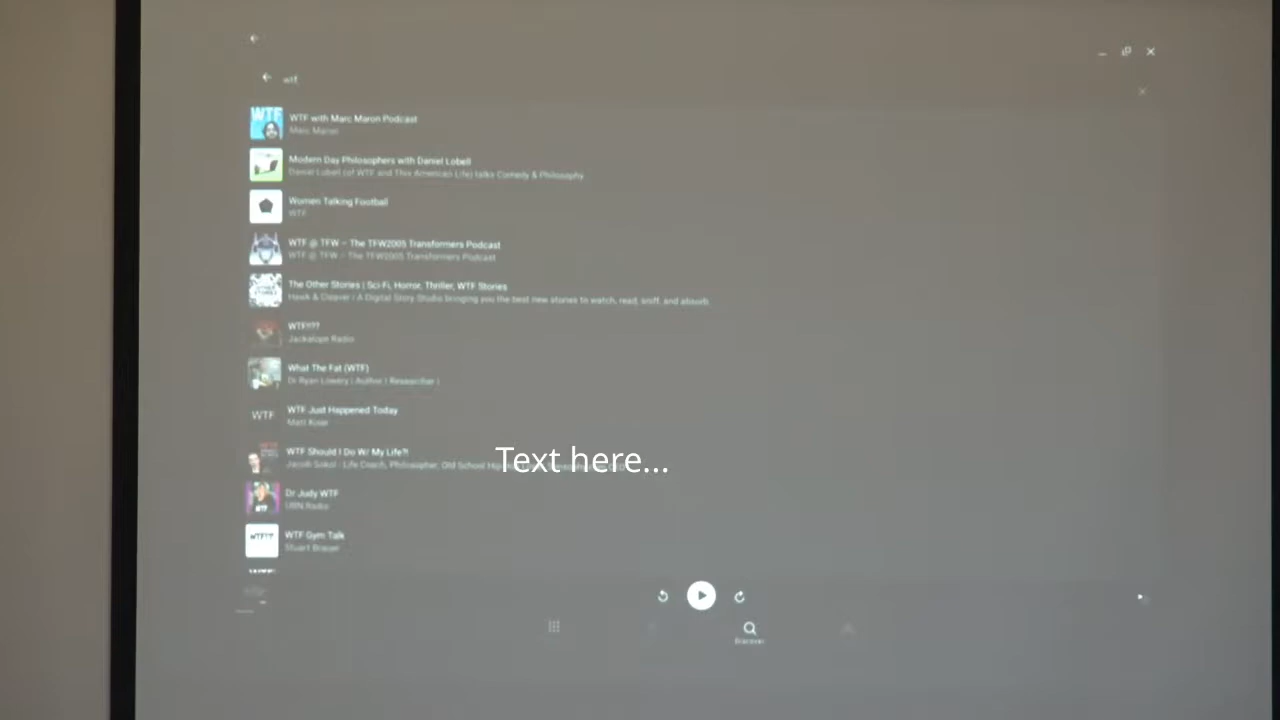 wtf
WTF
WTF with Marc Maron Podcast
Marc Maron
Modern Day Philosophers with Daniel Lobell
Daniel Lobell (of WTF and This American Life) talks Comedy & Philosophy
Women Talking Football
WTF
WTF @ TFW - The TFW2005 Transformers Podcast
WTF @ TFW - The TFW2005 Transformers Podcast
The Other Stories | Sci-Fi, Horror, Thriller, WTF Stories
Hawk & Cleaver | A Digital Story Studio bringing you the best new stories to watch, read, sniff, and absorb
WTF!!??
Jackalope Radio
What The Fat (WTF)
Dr Ryan Lowery | Author | Researcher |
WTF
WTF Just Happened Today
Matt Kiser
WTF Should I Do W/ My Life?!
Jacob Sokol : Life Coach, Philosopher, Old School
Text here...
Dr Judy WTF
UBN Radio
WTF Gym Talk
Stuart Brauer
Discover